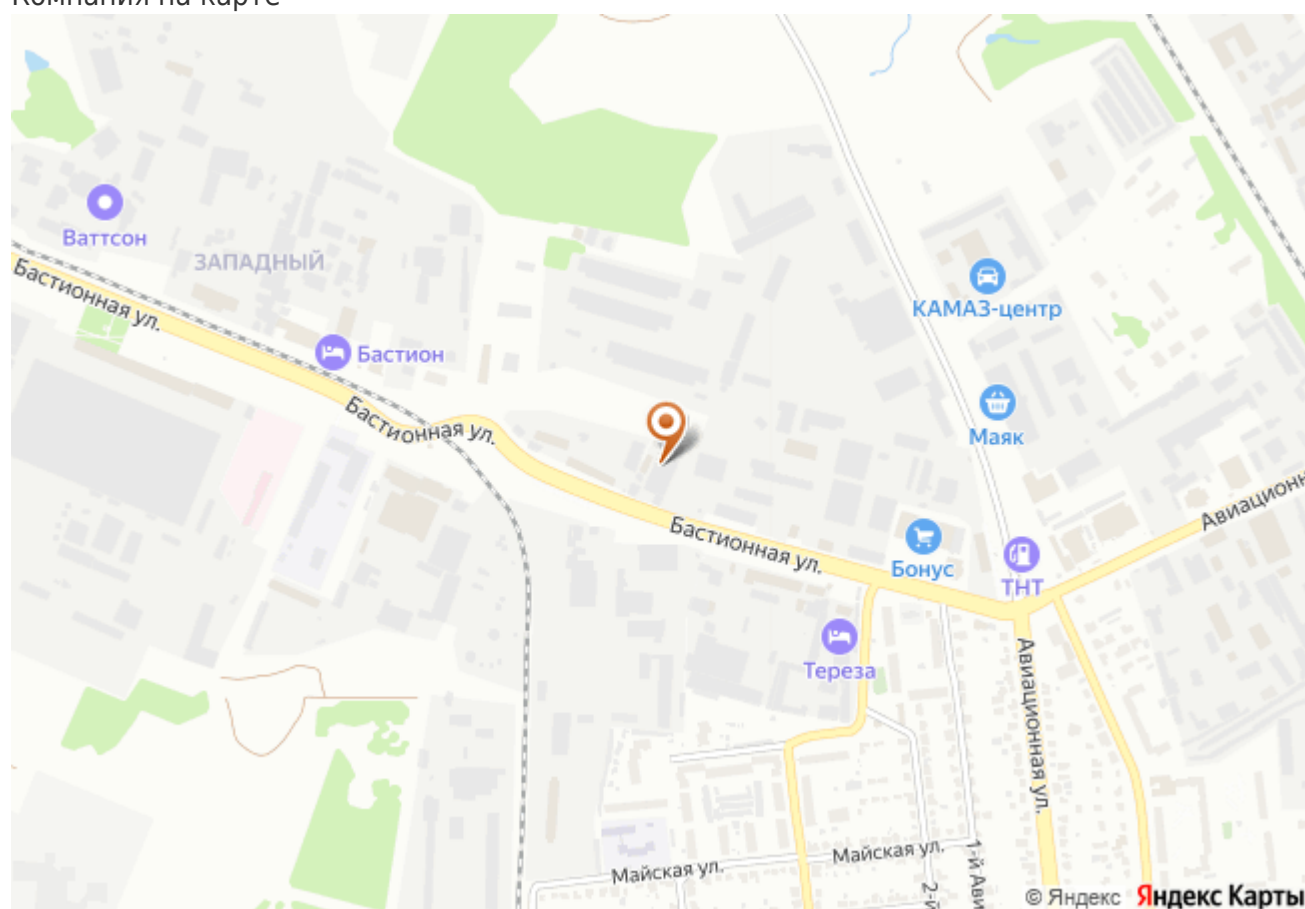 Компания на карте
Ваттсон
ЗАПАДНЫЙ
Бастионная ул.
КАМАЗ-центр
Бастион
Бастионная ул.
Маяк
Авиационн
Бастионная ул.
Бонус
ТНТ
Тереза
Авиационная ул.
Майская ул.
Майская ул.
1-й Ави
2-й
© Яндекс Яндекс Карты